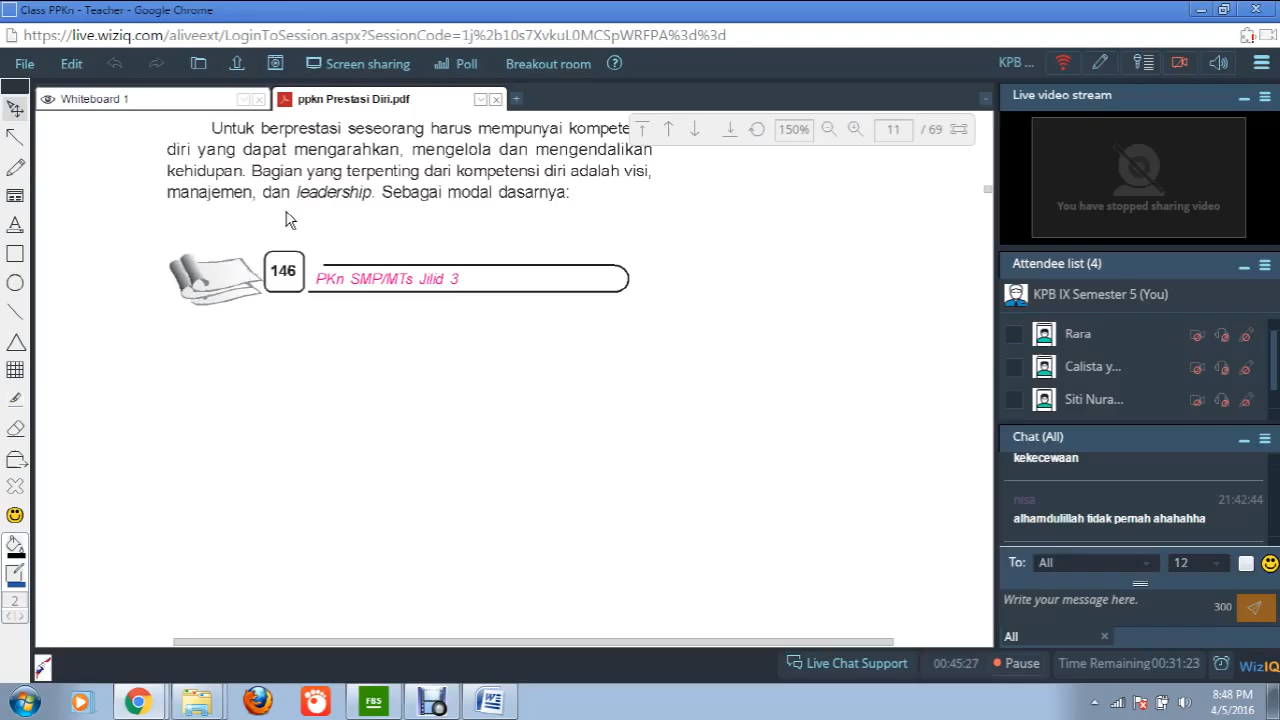 Class PPKn - Teacher - Google Chrome
https://live.wiziq.com/aliveext/LoginToSession.aspx?SessionCode=1j%2b10s7XvkuL0MCSpWRFPA%3d%3d
File Edit Screen sharing Poll Breakout room KPB ...
Whiteboard 1
ppkn Prestasi Diri.pdf
150% 11 / 69
Untuk berprestasi seseorang harus mempunyai
diri yang dapat mengarahkan, mengelola dan mengendalikan
kehidupan. Bagian yang terpenting dari kompetensi diri adalah visi,
manajemen, dan leadership. Sebagai modal dasarnya:
146
PKn SMP/MTs Jilid 3
2
Live video stream
You have stopped sharing video
Attendee list (4)
KPB IX Semester 5 (You)
Rara
Calista y...
Siti Nura...
Chat (All)
kekecewaan
nisa 21:42:44
alhamdulillah tidak pernah ahahahha
To: All 12
Write your message here. 300
All
Live Chat Support 00:45:27 Pause Time Remaining 00:31:23 WizIQ
FBS
8:48 PM
4/5/2016